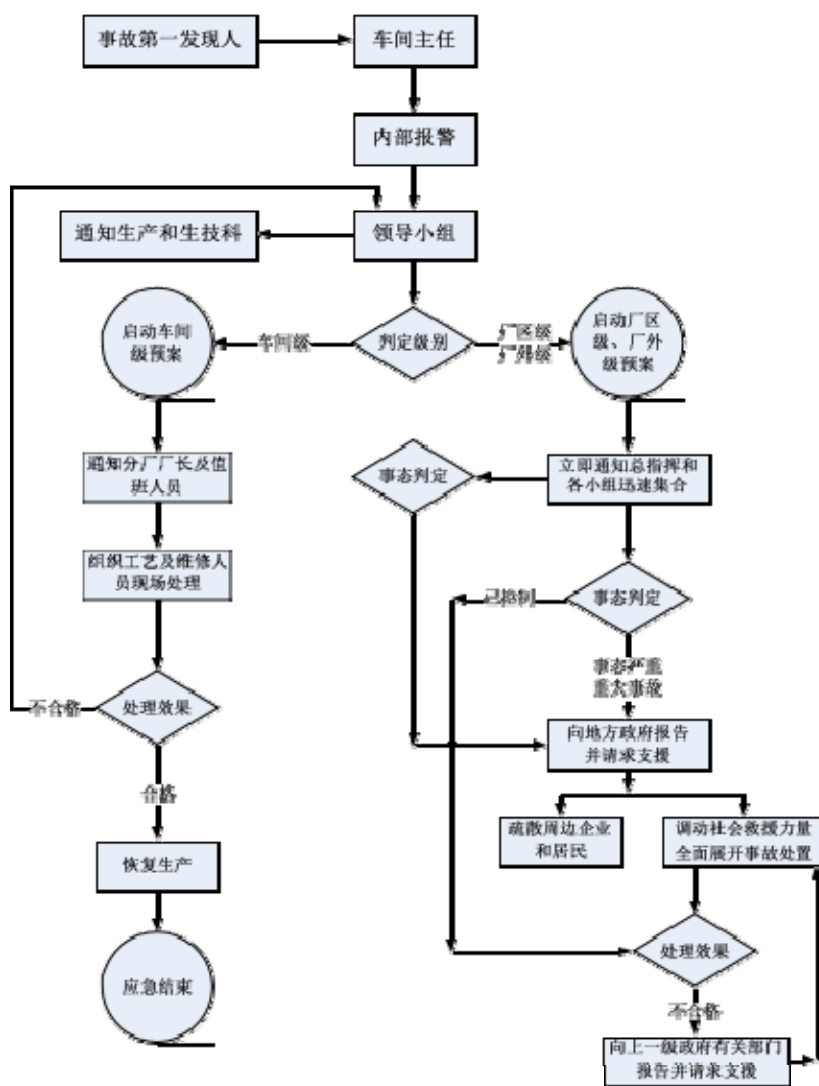 事故第一发现人
车间主任
内部报警
通知生产和生技科
领导小组
启动车间
级预案
车间级
判定级别
厂区级
厂外级
启动厂区
级、厂外
级预案
通知分厂厂长及值
班人员
事态判定
立即通知总指挥和
各小组迅速集合
组织工艺及维修人
员现场处理
已控制
事态判定
事态严重
重大事故
不合格
处理效果
向地方政府报告
并请求支援
合格
疏散周边企业
和居民
调动社会救援力量
全面展开事故处置
恢复生产
处理效果
应急结束
不合格
向上一级政府有关部门
报告并请求支援